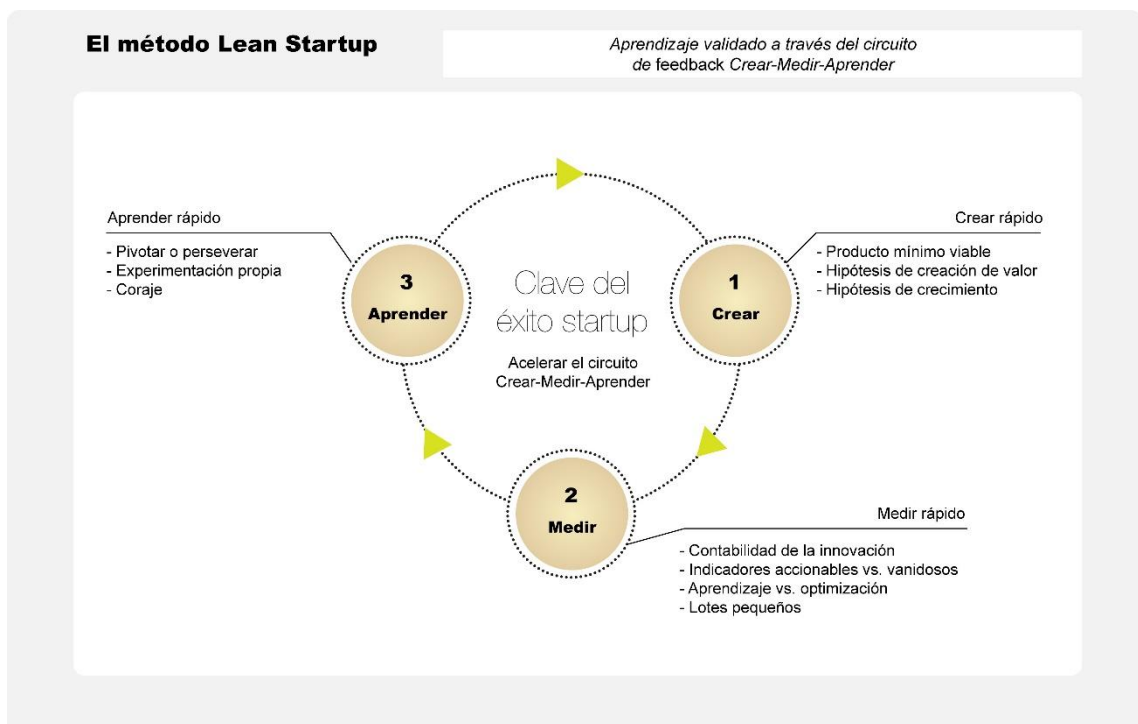 El método Lean Startup
Aprendizaje validado a través del circuito
de feedback Crear-Medir-Aprender
Aprender rápido
- Pivotar o perseverar
- Experimentación propia
- Coraje
3
Aprender
Clave del
éxito startup
Acelerar el circuito
Crear-Medir-Aprender
1
Crear
Crear rápido
- Producto mínimo viable
- Hipótesis de creación de valor
- Hipótesis de crecimiento
2
Medir
Medir rápido
- Contabilidad de la innovación
- Indicadores accionables vs. vanidosos
- Aprendizaje vs. optimización
- Lotes pequeños